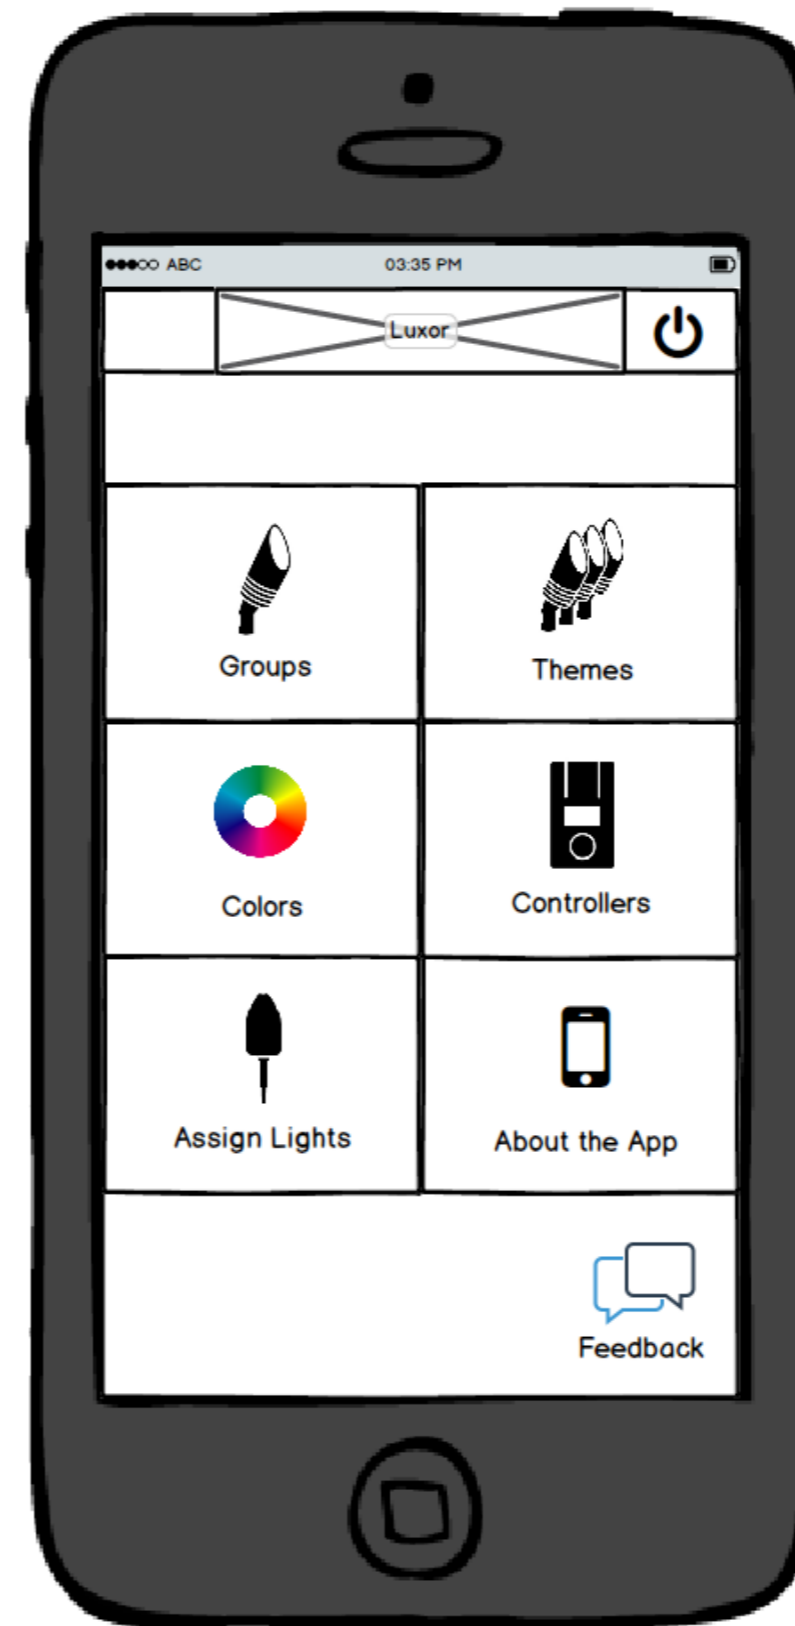 ABC 03:35 PM
Luxor
Groups Themes
Colors Controllers
Assign Lights About the App
Feedback